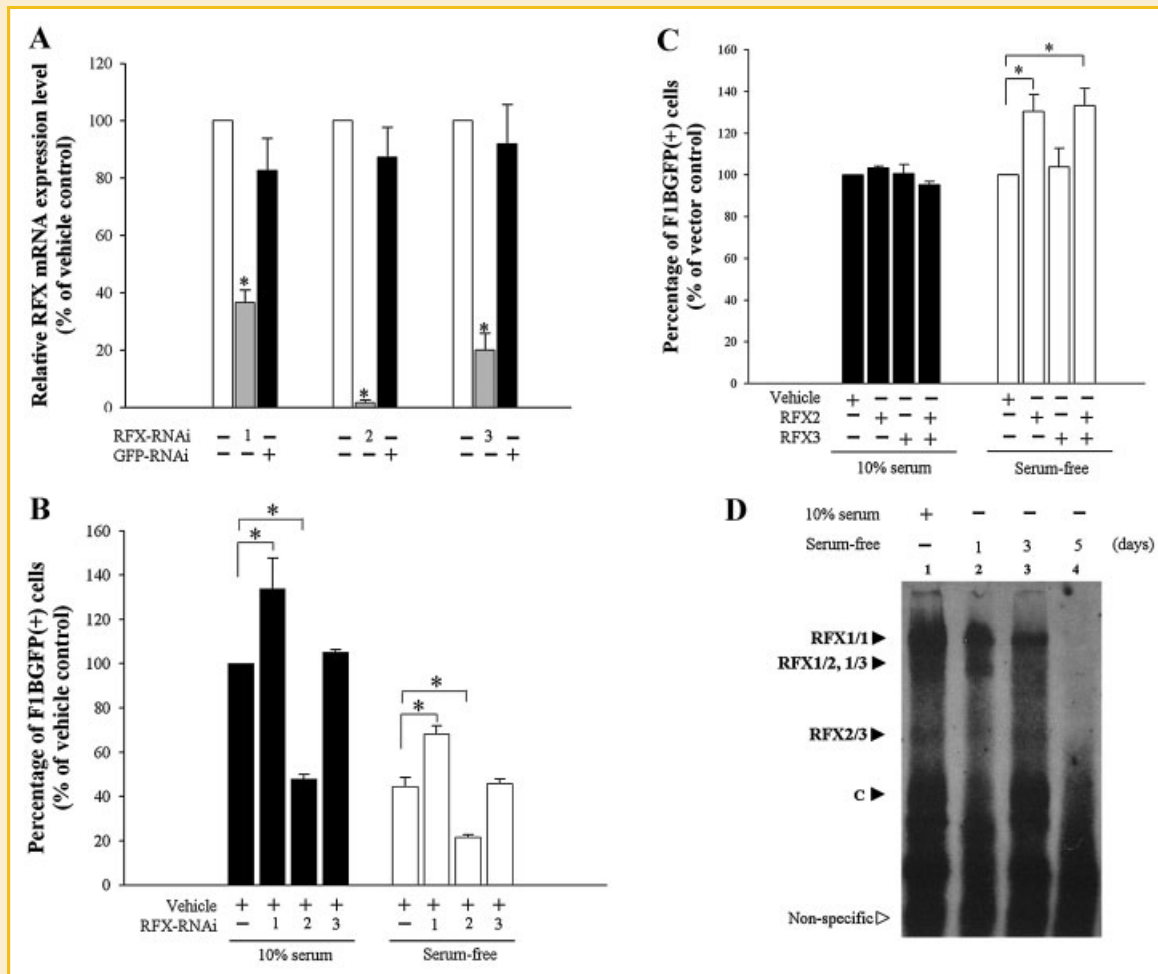 A
Relative RFX mRNA expression level
(% of vehicle control)
120
100
80
60
40
20
0
* * *
RFX-RNAi – 1 – – 2 – – 3 –
GFP-RNAi – – + – – + – – +
B
Percentage of F1BGFP(+) cells
(% of vehicle control)
160
140
120
100
80
60
40
20
0
* * * *
Vehicle + + + + + + + +
RFX-RNAi – 1 2 3 – 1 2 3
10% serum Serum-free
C
Percentage of F1BGFP(+) cells
(% of vector control)
160
140
120
100
80
60
40
20
0
* *
Vehicle + – – – + – – –
RFX2 – + – + – + – +
RFX3 – – + + – – + +
10% serum Serum-free
D
10% serum + – – –
Serum-free – 1 3 5 (days)
1 2 3 4
RFX1/1
RFX1/2, 1/3
RFX2/3
C
Non-specific